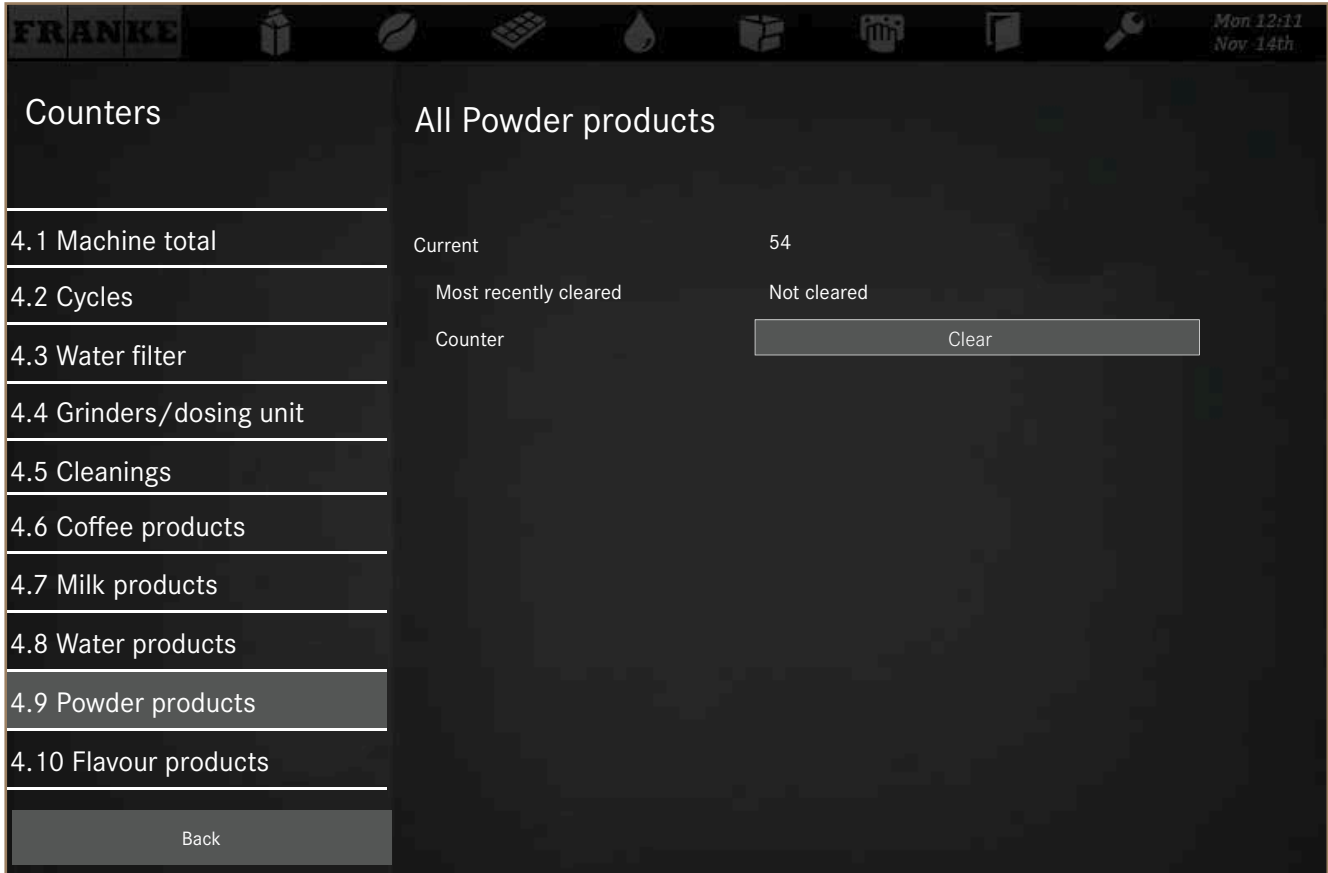 FRANKE
Mon 12:11
Nov 14th
Counters
4.1 Machine total
4.2 Cycles
4.3 Water filter
4.4 Grinders/dosing unit
4.5 Cleanings
4.6 Coffee products
4.7 Milk products
4.8 Water products
4.9 Powder products
4.10 Flavour products
Back
All Powder products
Current 54
Most recently cleared Not cleared
Counter Clear